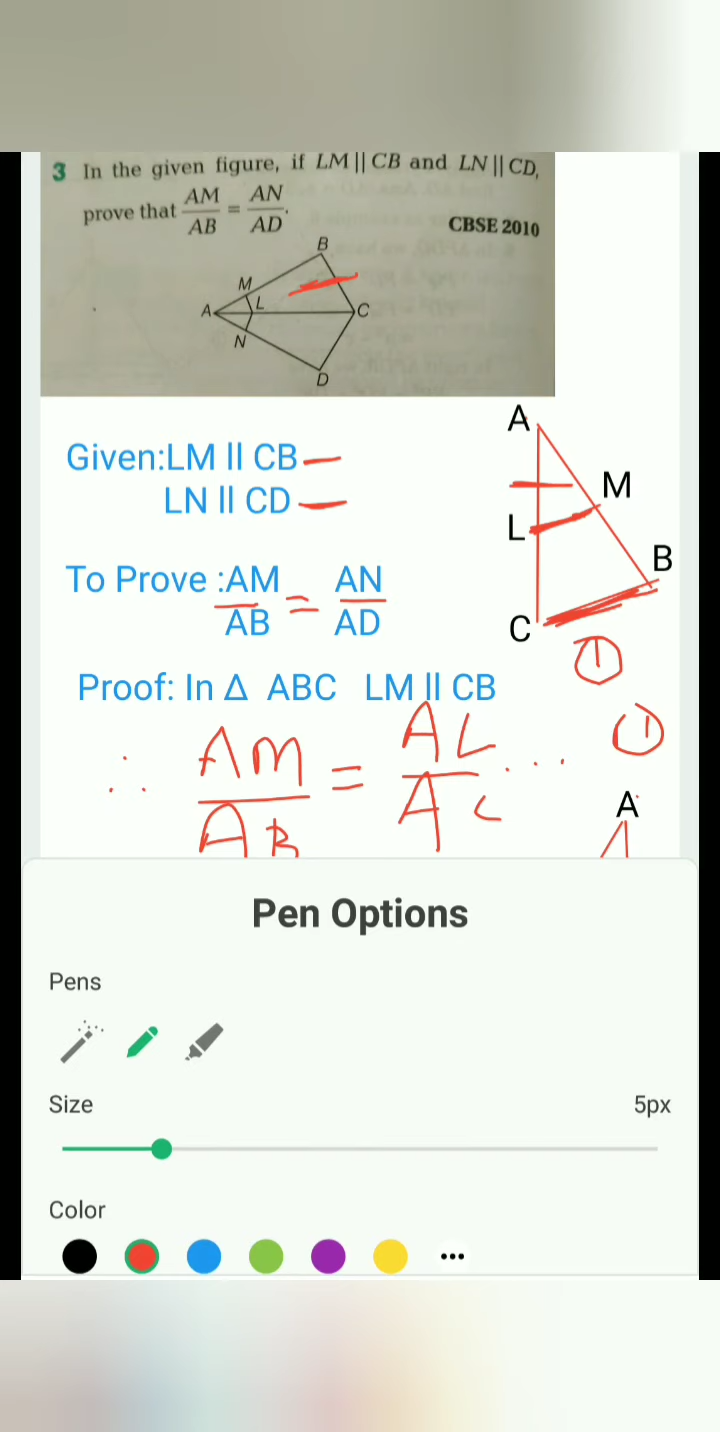 3 In the given figure, if LM || CB and LN || CD,
prove that AM/AB = AN/AD.
CBSE 2010
B
M
L
A
C
N
D
Given:LM ll CB
LN ll CD
To Prove :AM = AN
AB AD
A
M
L
B
C
1
Proof: In Δ ABC LM ll CB
∴ AM = AL ... 1
AB AC
A
Pen Options
Pens
Size 5px
Color